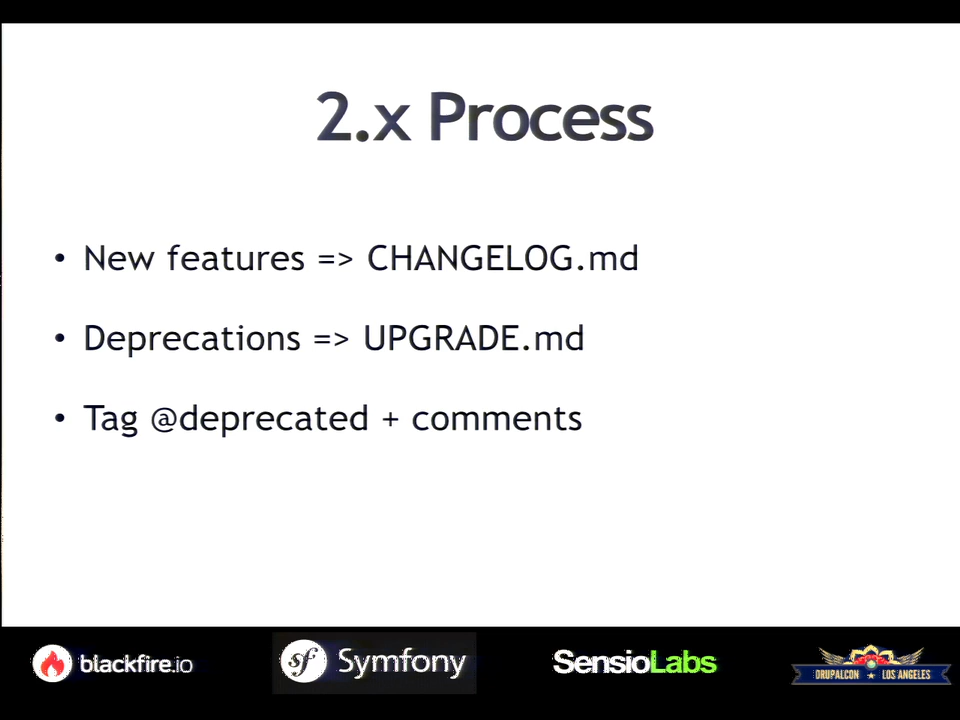 2.x Process
• New features => CHANGELOG.md
• Deprecations => UPGRADE.md
• Tag @deprecated + comments
blackfire.io
sf Symfony
SensioLabs
DRUPALCON ★ LOS ANGELES